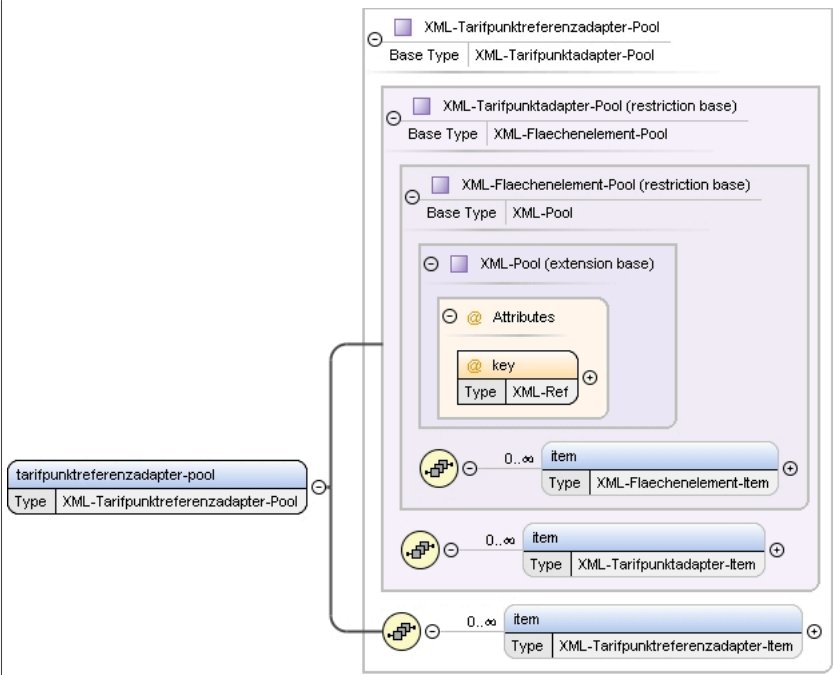 XML-Tarifpunktreferenzadapter-Pool
Base Type XML-Tarifpunktadapter-Pool
XML-Tarifpunktadapter-Pool (restriction base)
Base Type XML-Flaechenelement-Pool
XML-Flaechenelement-Pool (restriction base)
Base Type XML-Pool
XML-Pool (extension base)
@ Attributes
@ key
Type XML-Ref
0..∞ item
Type XML-Flaechenelement-Item
tarifpunktreferenzadapter-pool
Type XML-Tarifpunktreferenzadapter-Pool
0..∞ item
Type XML-Tarifpunktadapter-Item
0..∞ item
Type XML-Tarifpunktreferenzadapter-Item